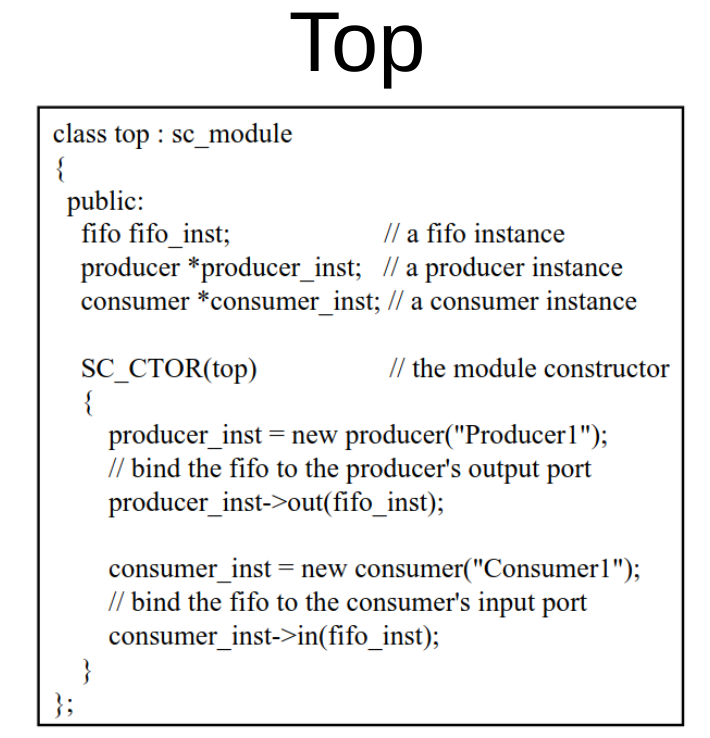 Top
class top : sc_module
{
public:
fifo fifo_inst; // a fifo instance
producer *producer_inst; // a producer instance
consumer *consumer_inst; // a consumer instance
SC_CTOR(top) // the module constructor
{
producer_inst = new producer("Producer1");
// bind the fifo to the producer's output port
producer_inst->out(fifo_inst);
consumer_inst = new consumer("Consumer1");
// bind the fifo to the consumer's input port
consumer_inst->in(fifo_inst);
}
};